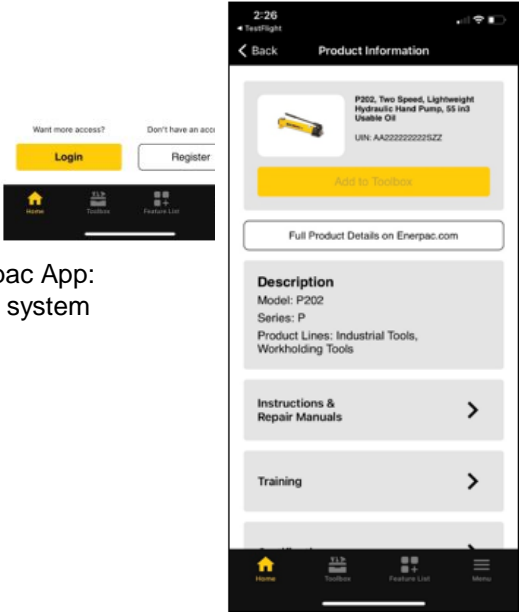 Want more access?
Don't have an acc
Login
Register
Home
Toolbox
Feature List
pac App:
system
2:26
TestFlight
Back
Product Information
P202, Two Speed, Lightweight
Hydraulic Hand Pump, 55 in3
Usable Oil
UIN: AA222222222SZZ
Add to Toolbox
Full Product Details on Enerpac.com
Description
Model: P202
Series: P
Product Lines: Industrial Tools,
Workholding Tools
Instructions &
Repair Manuals
Training
Home
Toolbox
Feature List
Menu